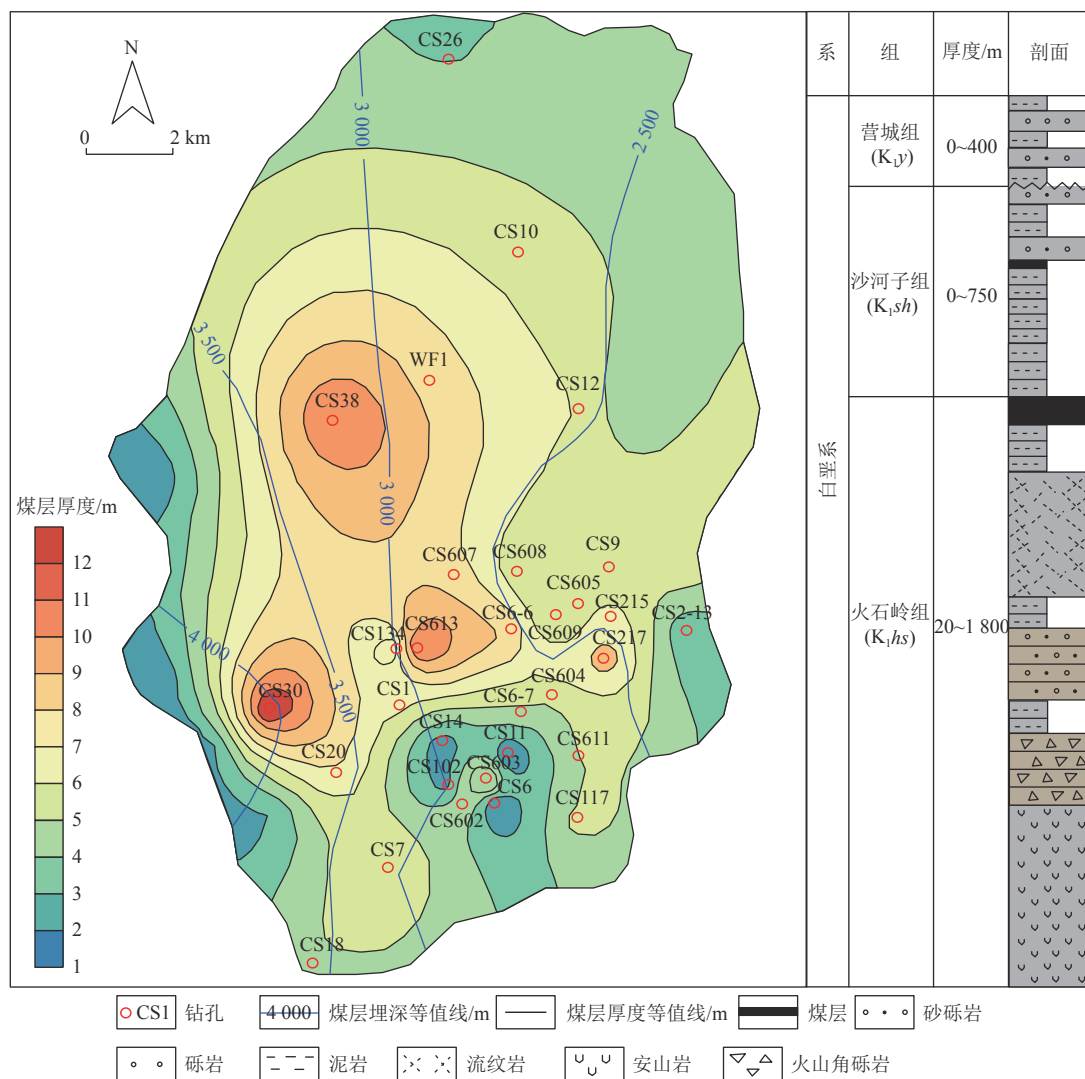 N
0 2 km
CS26
3 000
2 500
CS10
3 500
WF1
CS12
CS38
3 000
CS607
CS608
CS9
CS605
CS6-6
CS215
CS2-13
CS609
CS134
CS613
CS217
4 000
CS30
3 500
CS1
CS604
CS6-7
CS14
CS11
CS611
CS20
CS102
CS603
CS6
CS602
CS117
CS7
CS18
煤层厚度/m
12
11
10
9
8
7
6
5
4
3
2
1
系 组 厚度/m 剖面
白垩系
营城组
(K₁y)
0~400
沙河子组
(K₁sh)
0~750
火石岭组
(K₁hs)
20~1 800
CS1 钻孔 4 000 煤层埋深等值线/m 煤层厚度等值线/m 煤层 砂砾岩
砾岩 泥岩 流纹岩 安山岩 火山角砾岩